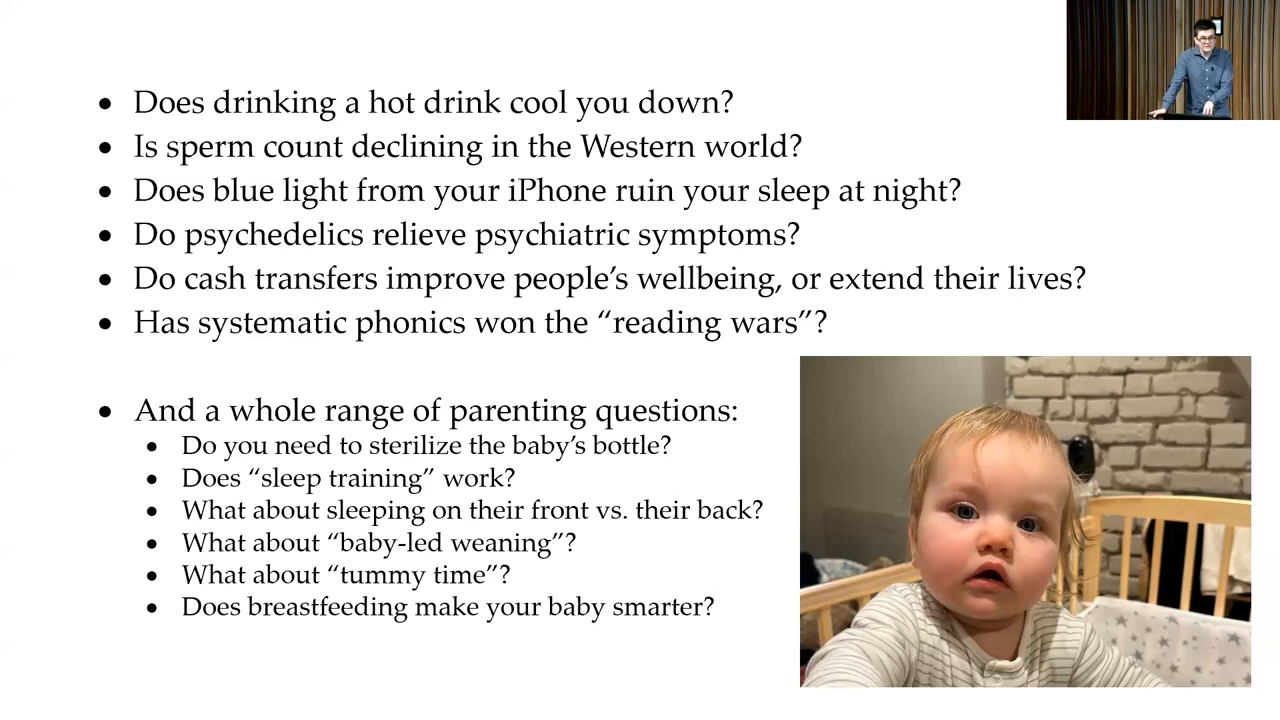 • Does drinking a hot drink cool you down?
• Is sperm count declining in the Western world?
• Does blue light from your iPhone ruin your sleep at night?
• Do psychedelics relieve psychiatric symptoms?
• Do cash transfers improve people’s wellbeing, or extend their lives?
• Has systematic phonics won the “reading wars”?
• And a whole range of parenting questions:
• Do you need to sterilize the baby’s bottle?
• Does “sleep training” work?
• What about sleeping on their front vs. their back?
• What about “baby-led weaning”?
• What about “tummy time”?
• Does breastfeeding make your baby smarter?